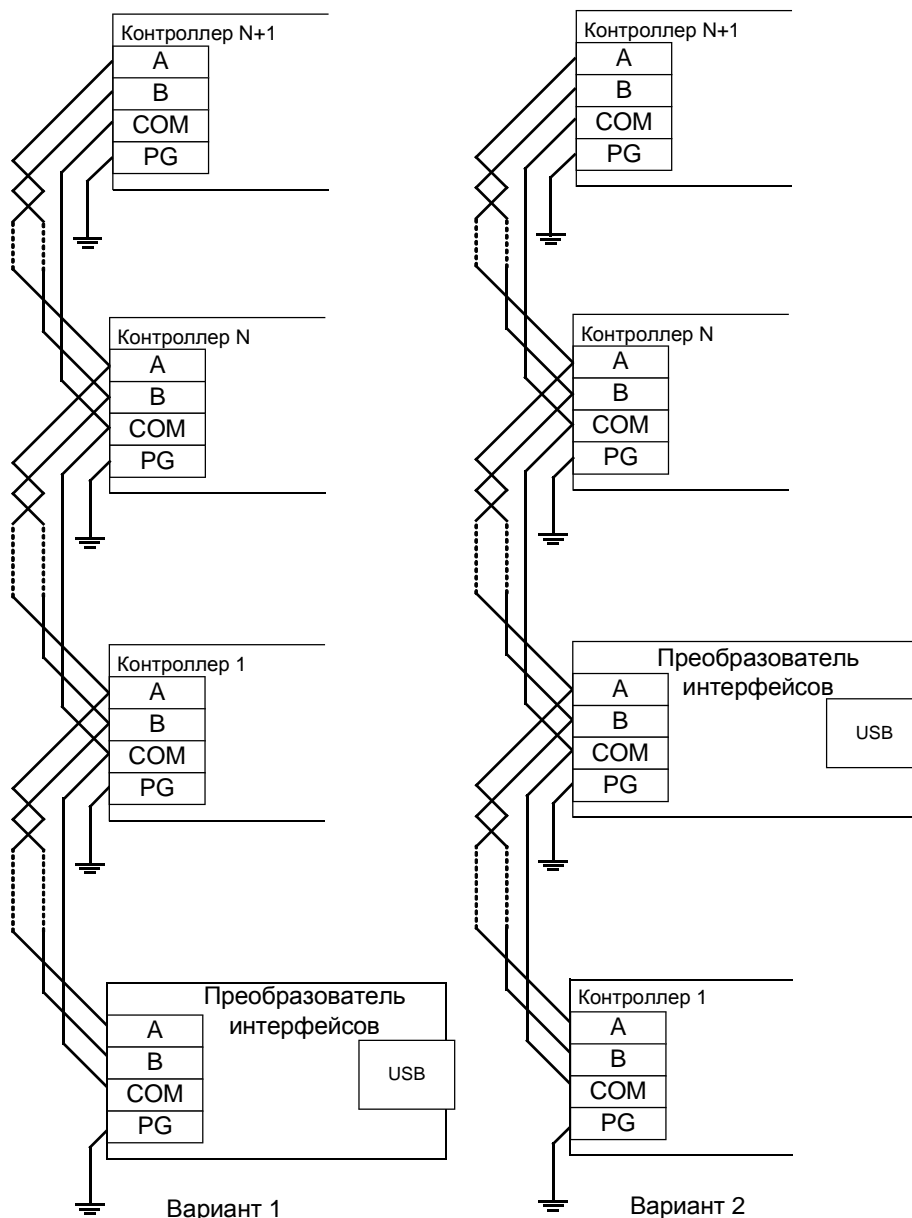 Контроллер N+1
A
B
COM
PG
Контроллер N
A
B
COM
PG
Контроллер 1
A
B
COM
PG
Преобразователь
интерфейсов
A
B
COM
PG
USB
Вариант 1
Контроллер N+1
A
B
COM
PG
Контроллер N
A
B
COM
PG
Преобразователь
интерфейсов
A
B
COM
PG
USB
Контроллер 1
A
B
COM
PG
Вариант 2